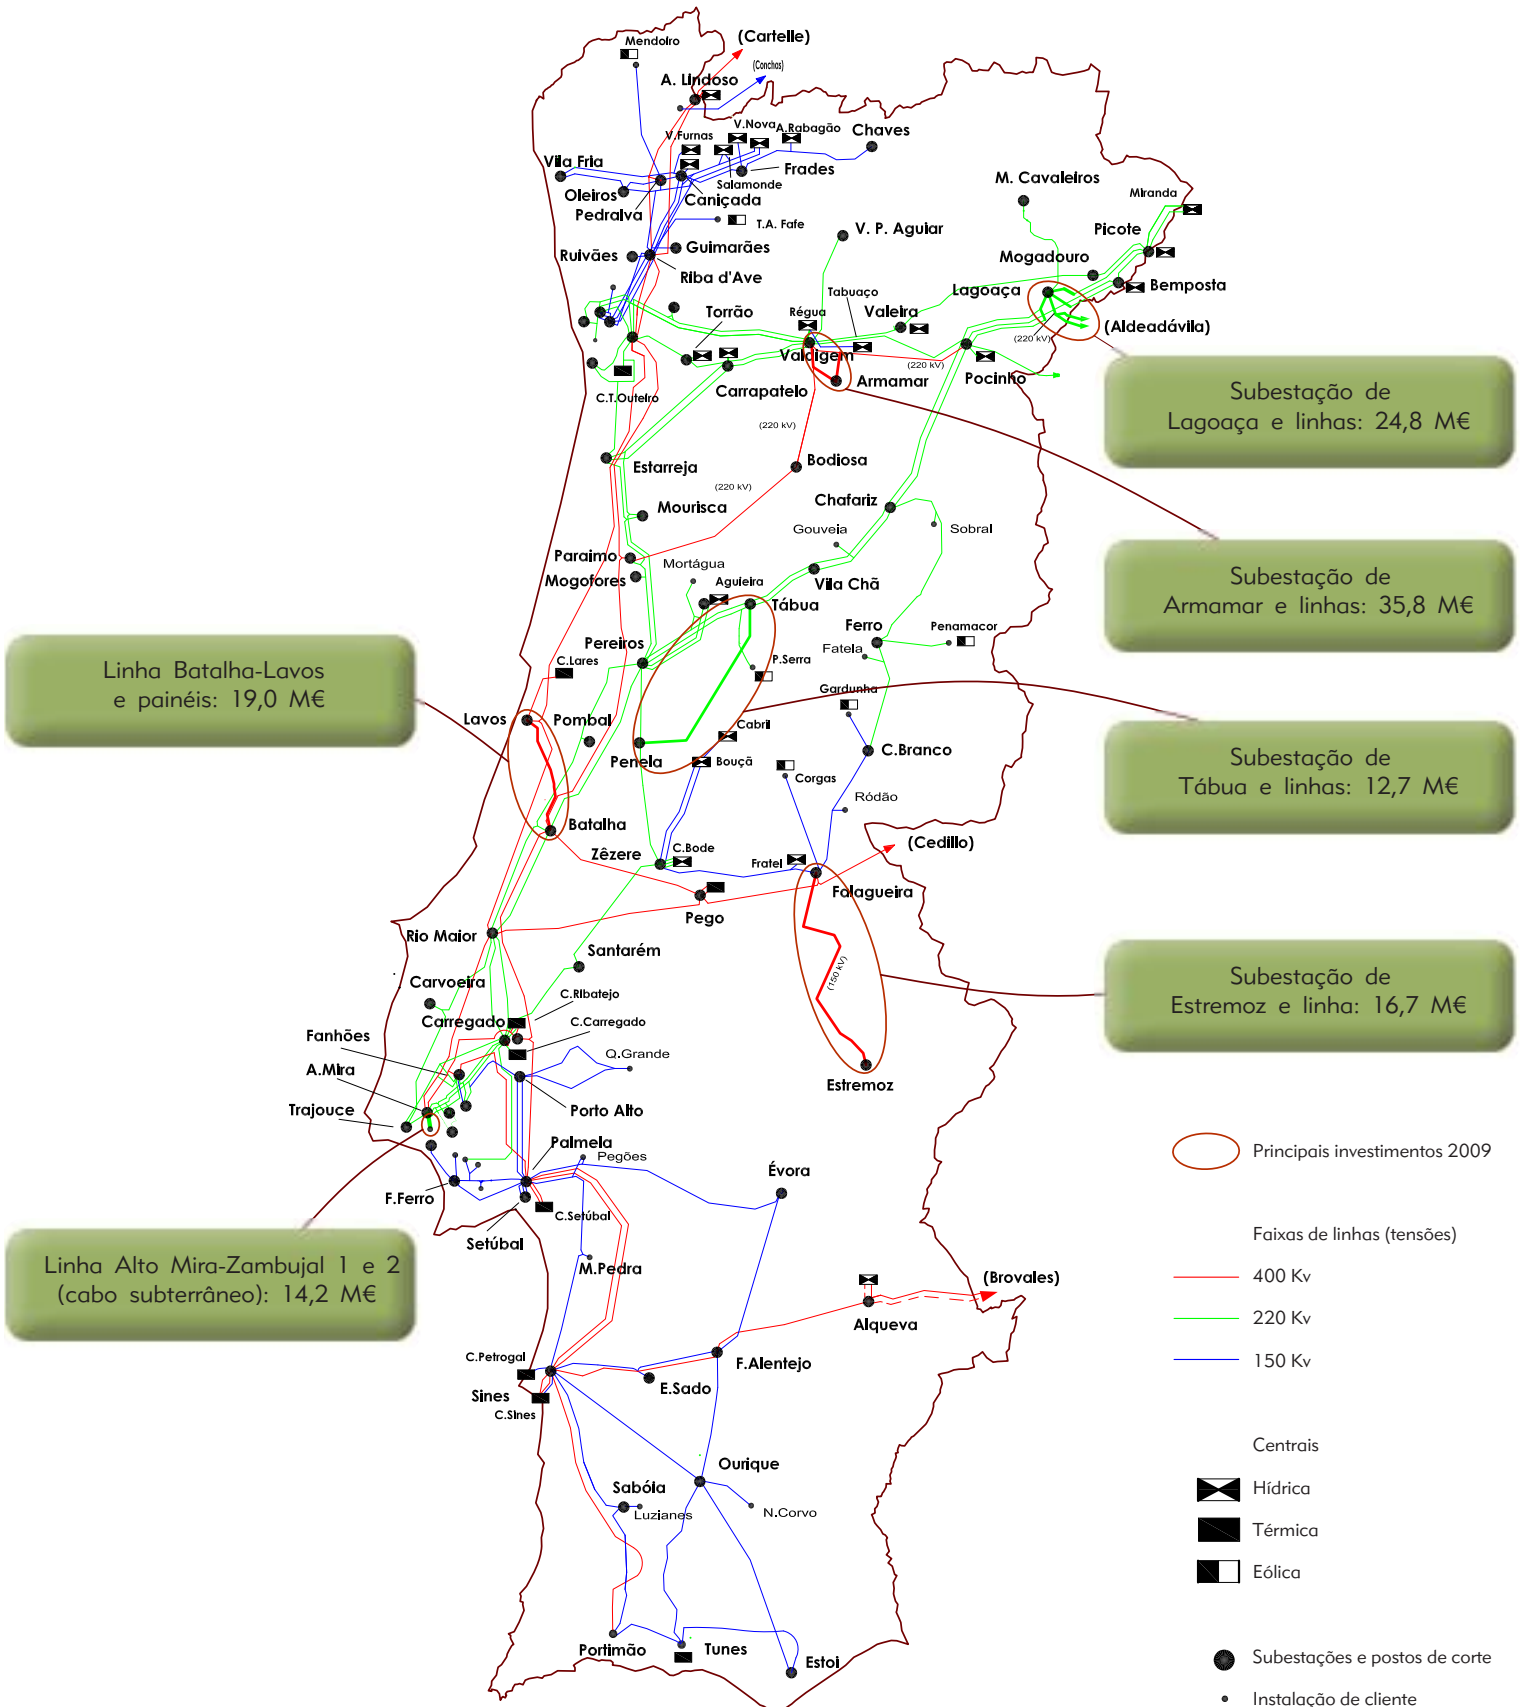 Mendoiro
(Cartelle)
(Conchas)
A. Lindoso
V.Furnas
V.Nova
A.Rabagão
Chaves
Vila Fria
Frades
Salamonde
Oleiros
Caniçada
Pedralva
M. Cavaleiros
Miranda
T.A. Fafe
V. P. Aguiar
Picote
Ruivães
Guimarães
Mogadouro
Riba d'Ave
Lagoaça
Bemposta
Tabuaço
Torrão
Régua
Valeira
(Aldeadávila)
(220 kV)
Valdigem
(220 kV)
Pocinho
Armamar
C.T.Outeiro
Carrapatelo
Subestação de
Lagoaça e linhas: 24,8 M€
(220 kV)
Estarreja
Bodiosa
(220 kV)
Mourisca
Chafariz
Gouveia
Sobral
Paraimo
Mortágua
Mogofores
Aguieira
Vila Chã
Subestação de
Armamar e linhas: 35,8 M€
Tábua
Ferro
Penamacor
Fatela
Pereiros
C.Lares
P.Serra
Linha Batalha-Lavos
e painéis: 19,0 M€
Gardunha
Lavos
Pombal
Cabril
Penela
Bouçã
C.Branco
Corgas
Subestação de
Tábua e linhas: 12,7 M€
Ródão
Batalha
(Cedillo)
Zêzere
C.Bode
Fratel
Falagueira
Pego
Rio Maior
Santarém
(150 kV)
Carvoeira
C.Ribatejo
Subestação de
Estremoz e linha: 16,7 M€
Carregado
C.Carregado
Fanhões
Q.Grande
A.Mira
Estremoz
Trajouce
Porto Alto
Palmela
Pegões
Principais investimentos 2009
Évora
F.Ferro
C.Setúbal
Setúbal
Faixas de linhas (tensões)
Linha Alto Mira-Zambujal 1 e 2
(cabo subterrâneo): 14,2 M€
M.Pedra
400 Kv
(Brovales)
220 Kv
Alqueva
C.Petrogal
F.Alentejo
150 Kv
E.Sado
Sines
C.Sines
Centrais
Ourique
Hídrica
Sabóia
Luzianes
N.Corvo
Térmica
Eólica
Portimão
Tunes
Estoi
Subestações e postos de corte
Instalação de cliente